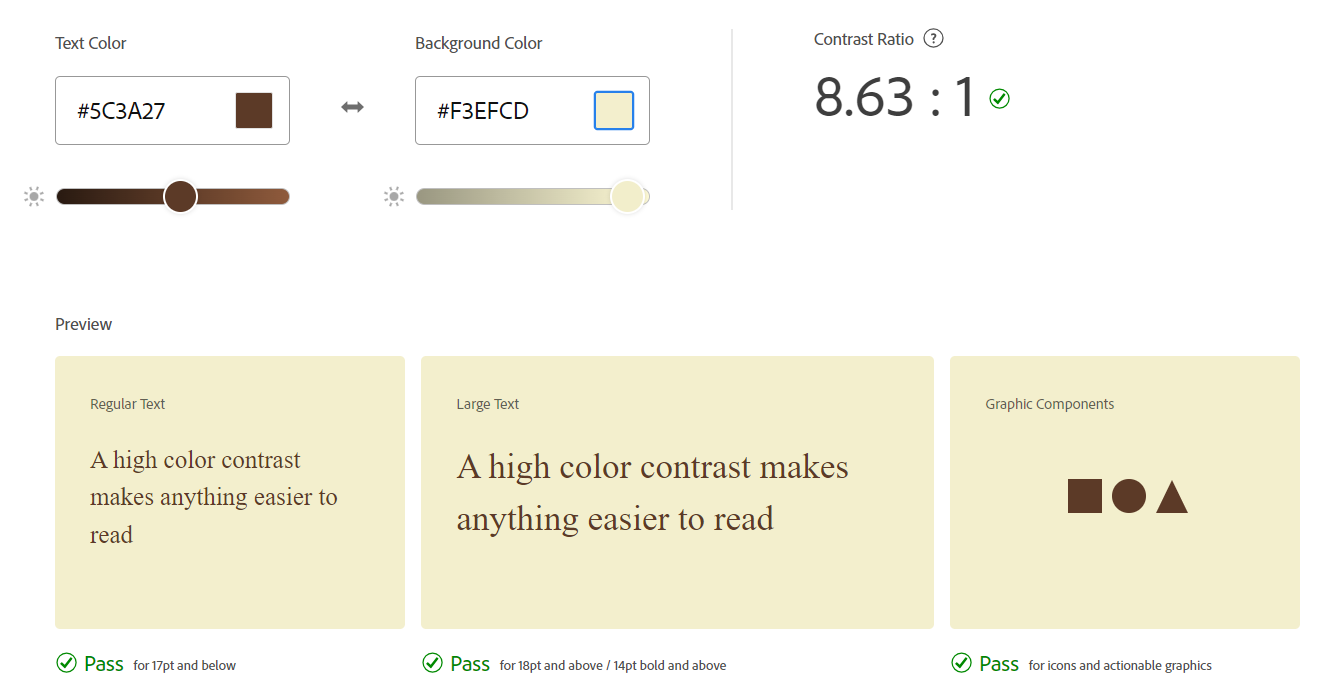 Text Color
Background Color
Contrast Ratio ?
#5C3A27
#F3EFCD
8.63 : 1
Preview
Regular Text
A high color contrast
makes anything easier to
read
Large Text
A high color contrast makes
anything easier to read
Graphic Components
Pass for 17pt and below
Pass for 18pt and above / 14pt bold and above
Pass for icons and actionable graphics